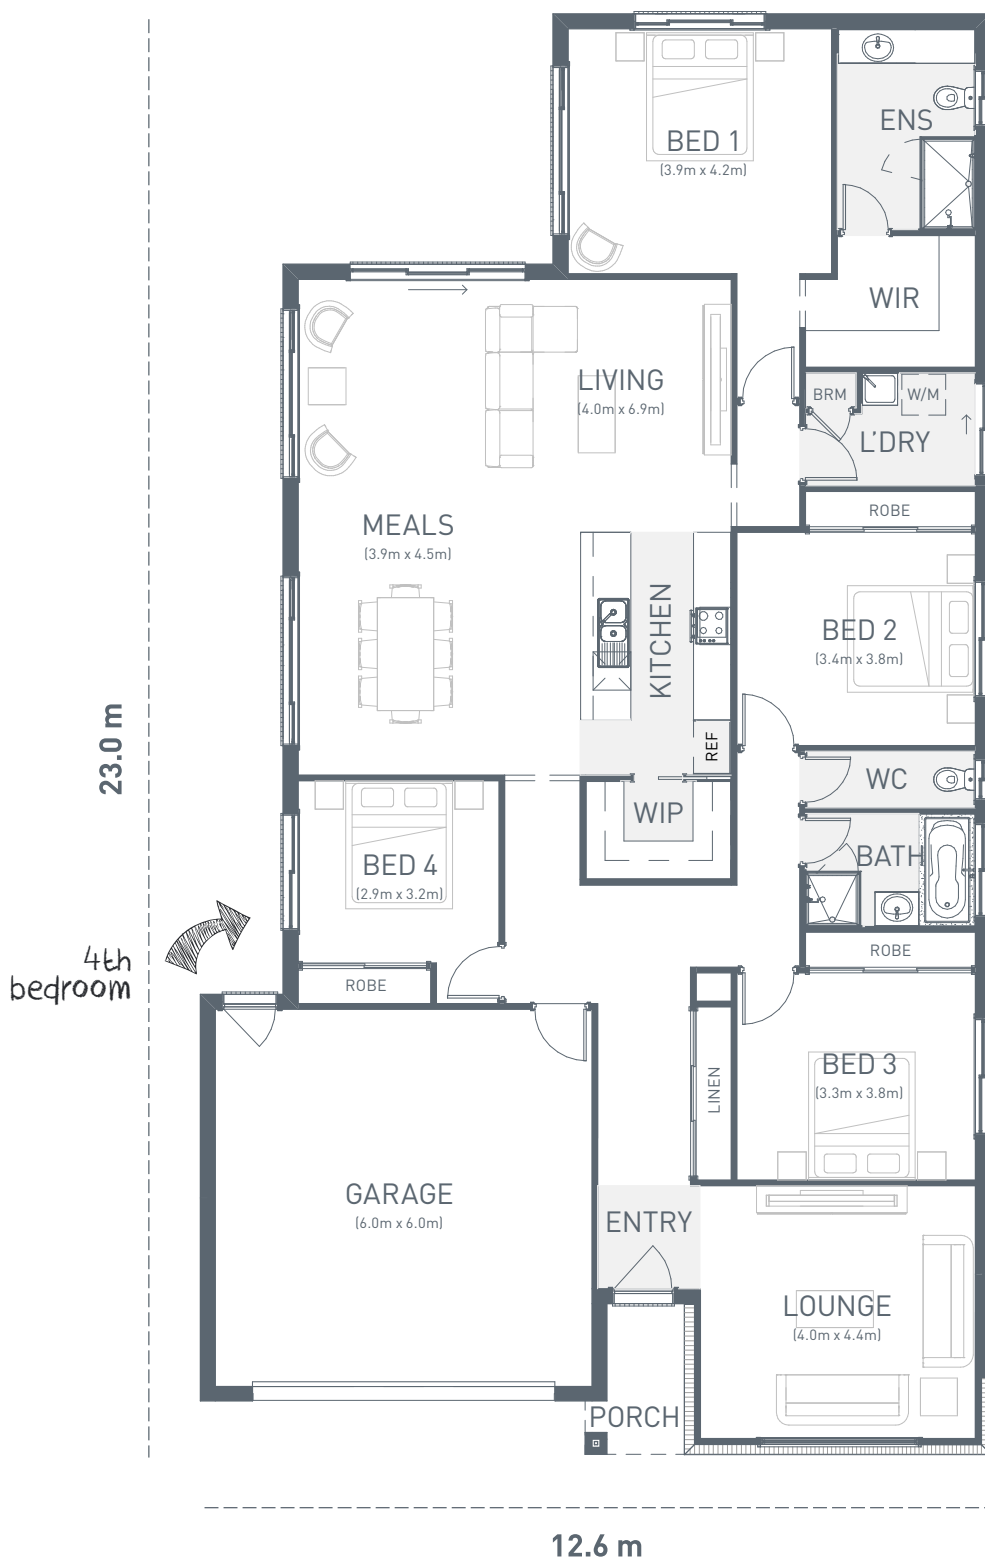 BED 1
(3.9m x 4.2m)
ENS
WIR
LIVING
(4.0m x 6.9m)
BRM
W/M
L'DRY
ROBE
MEALS
(3.9m x 4.5m)
KITCHEN
BED 2
(3.4m x 3.8m)
REF
23.0 m
WC
WIP
BED 4
(2.9m x 3.2m)
BATH
4th
bedroom
ROBE
ROBE
LINEN
BED 3
(3.3m x 3.8m)
GARAGE
(6.0m x 6.0m)
ENTRY
LOUNGE
(4.0m x 4.4m)
PORCH
12.6 m